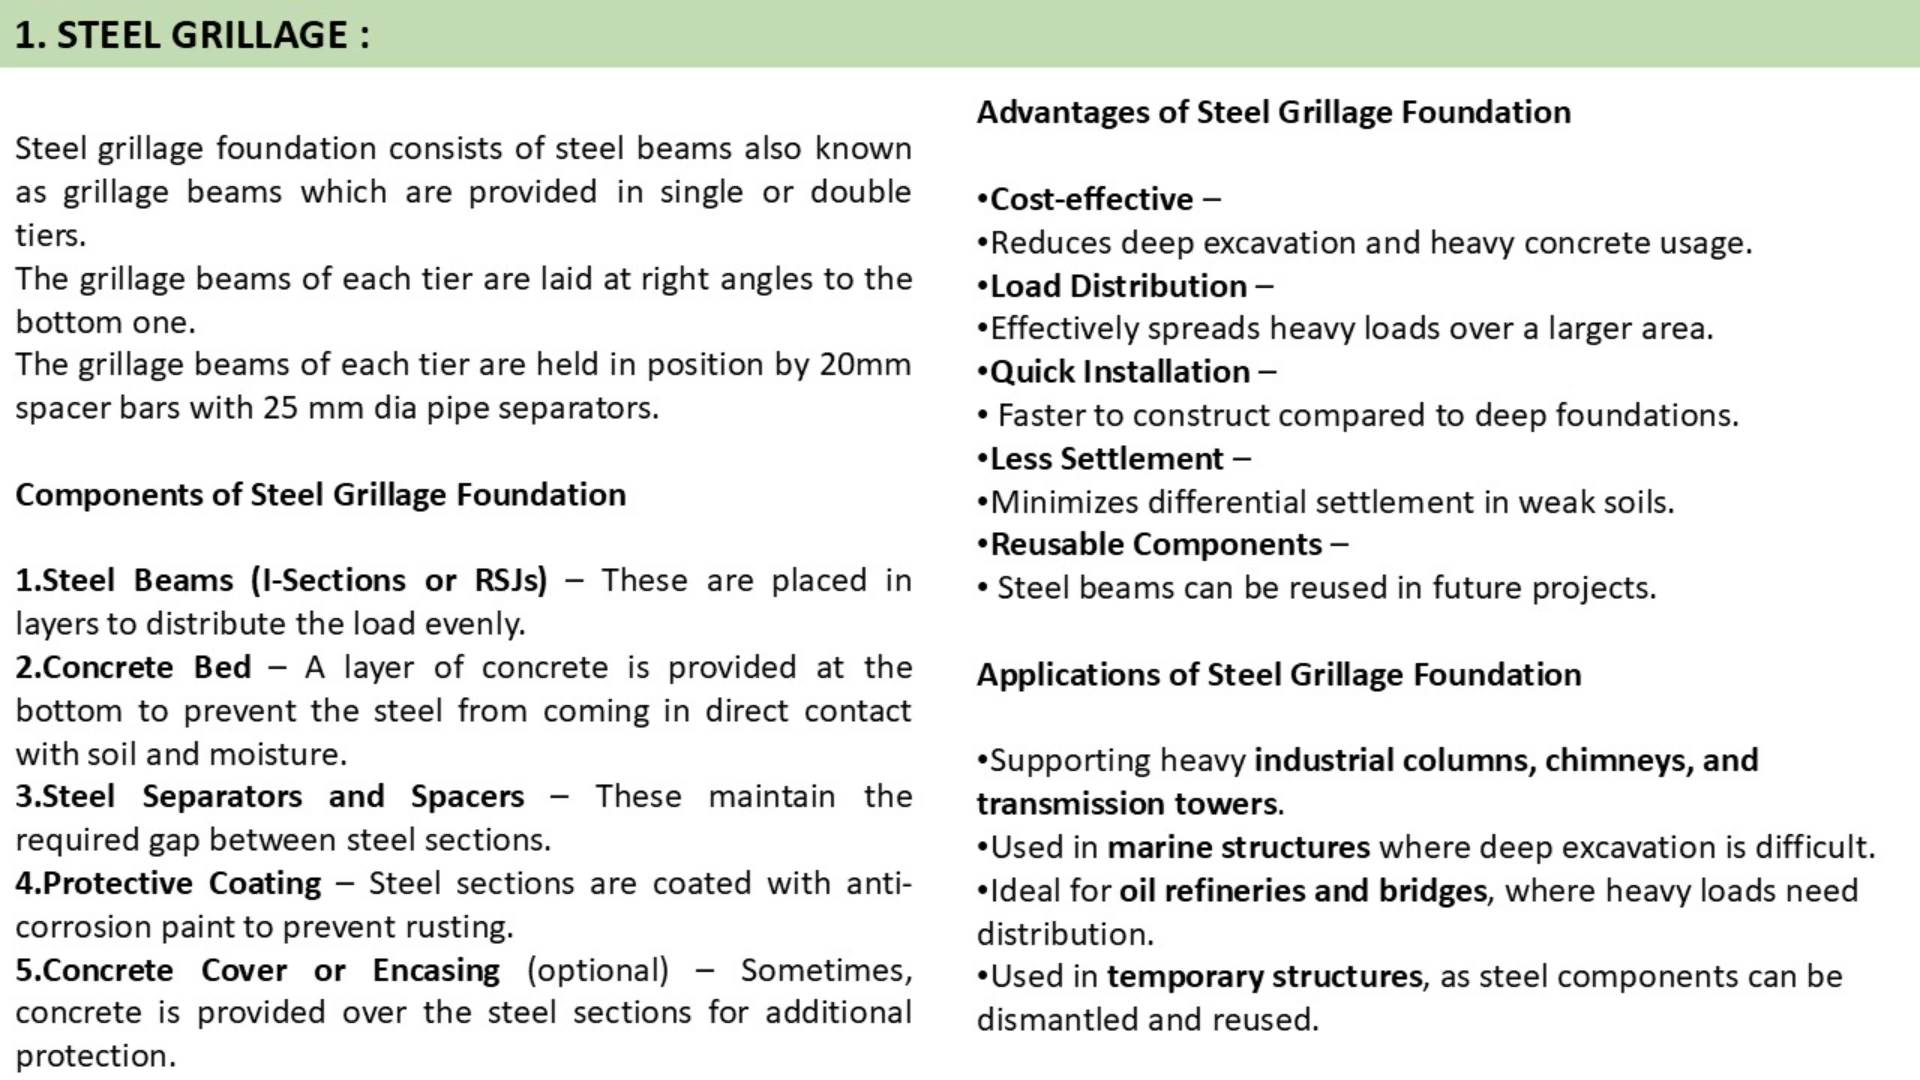 1. STEEL GRILLAGE :
Steel grillage foundation consists of steel beams also known
as grillage beams which are provided in single or double
tiers.
The grillage beams of each tier are laid at right angles to the
bottom one.
The grillage beams of each tier are held in position by 20mm
spacer bars with 25 mm dia pipe separators.
Components of Steel Grillage Foundation
1.Steel Beams (I-Sections or RSJs) – These are placed in
layers to distribute the load evenly.
2.Concrete Bed – A layer of concrete is provided at the
bottom to prevent the steel from coming in direct contact
with soil and moisture.
3.Steel Separators and Spacers – These maintain the
required gap between steel sections.
4.Protective Coating – Steel sections are coated with anti-
corrosion paint to prevent rusting.
5.Concrete Cover or Encasing (optional) – Sometimes,
concrete is provided over the steel sections for additional
protection.
Advantages of Steel Grillage Foundation
•Cost-effective –
•Reduces deep excavation and heavy concrete usage.
•Load Distribution –
•Effectively spreads heavy loads over a larger area.
•Quick Installation –
• Faster to construct compared to deep foundations.
•Less Settlement –
•Minimizes differential settlement in weak soils.
•Reusable Components –
• Steel beams can be reused in future projects.
Applications of Steel Grillage Foundation
•Supporting heavy industrial columns, chimneys, and
transmission towers.
•Used in marine structures where deep excavation is difficult.
•Ideal for oil refineries and bridges, where heavy loads need
distribution.
•Used in temporary structures, as steel components can be
dismantled and reused.